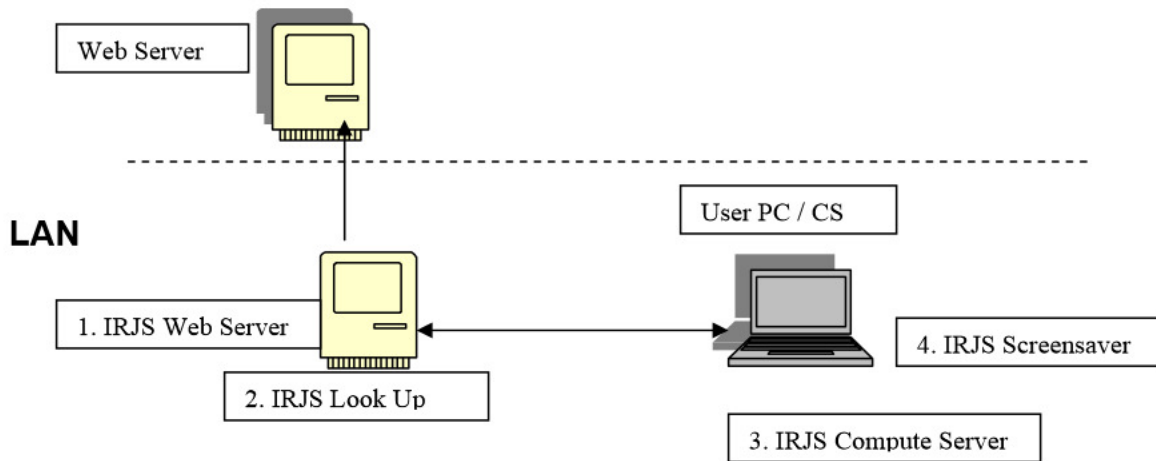 Web Server
User PC / CS
LAN
1. IRJS Web Server
4. IRJS Screensaver
2. IRJS Look Up
3. IRJS Compute Server